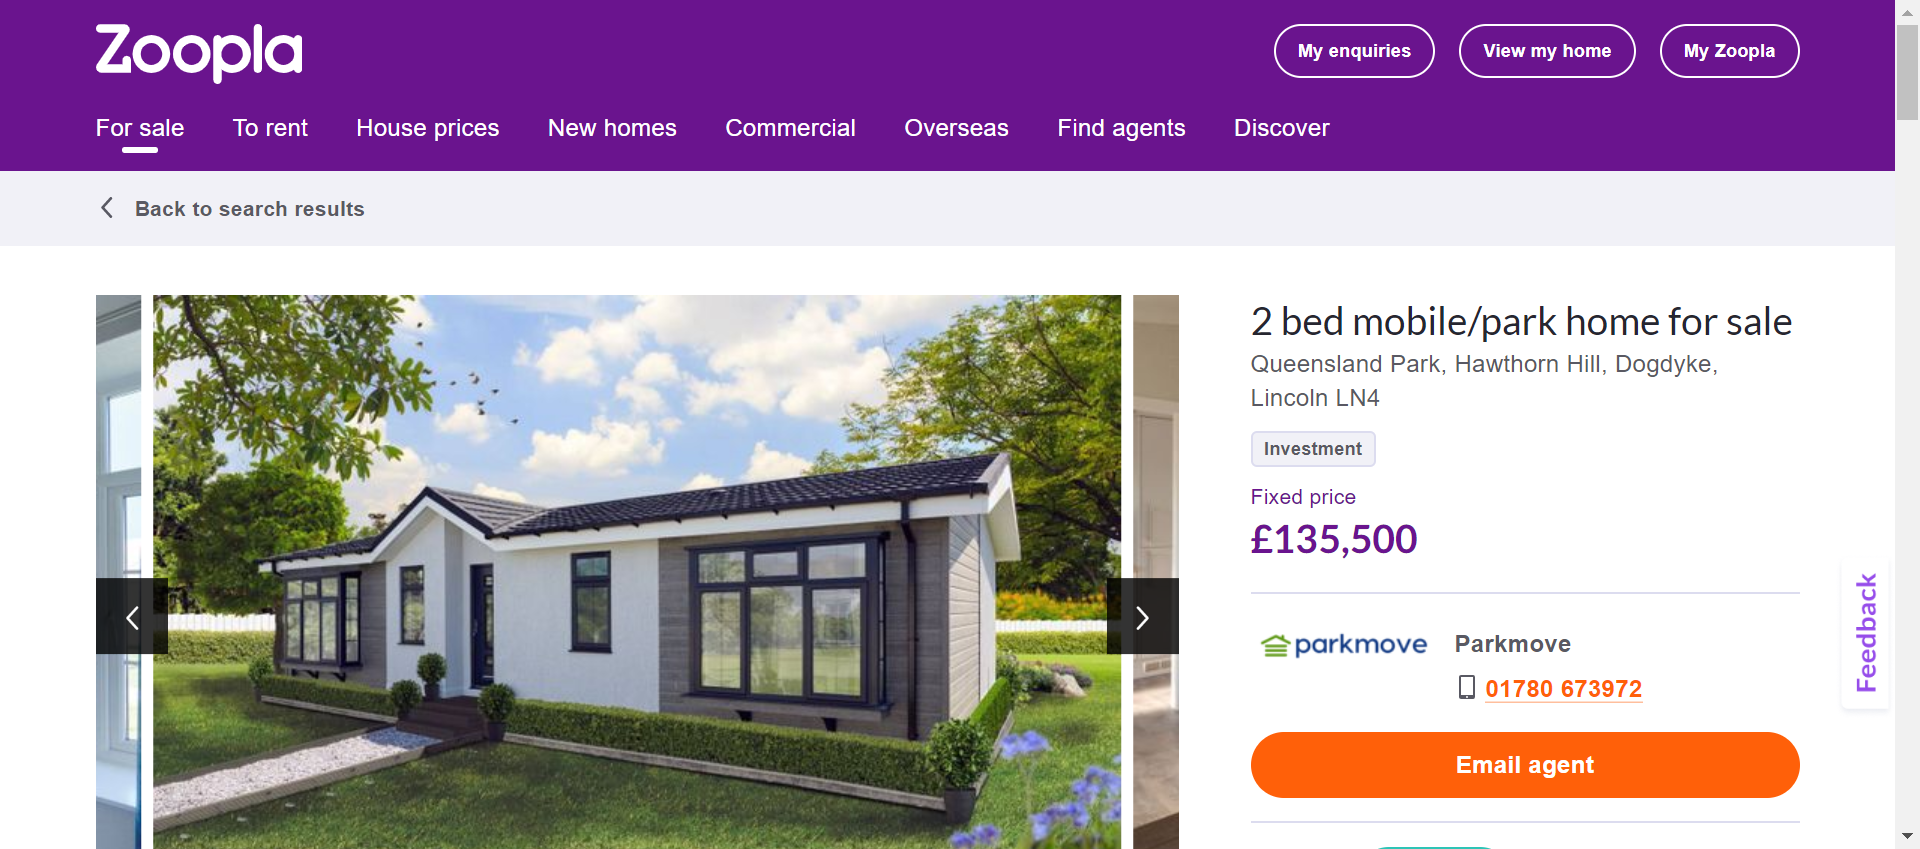 Zoopla
My enquiries
View my home
My Zoopla
For sale
To rent
House prices
New homes
Commercial
Overseas
Find agents
Discover
Back to search results
2 bed mobile/park home for sale
Queensland Park, Hawthorn Hill, Dogdyke,
Lincoln LN4
Investment
Fixed price
£135,500
parkmove
Parkmove
01780 673972
Email agent
Feedback